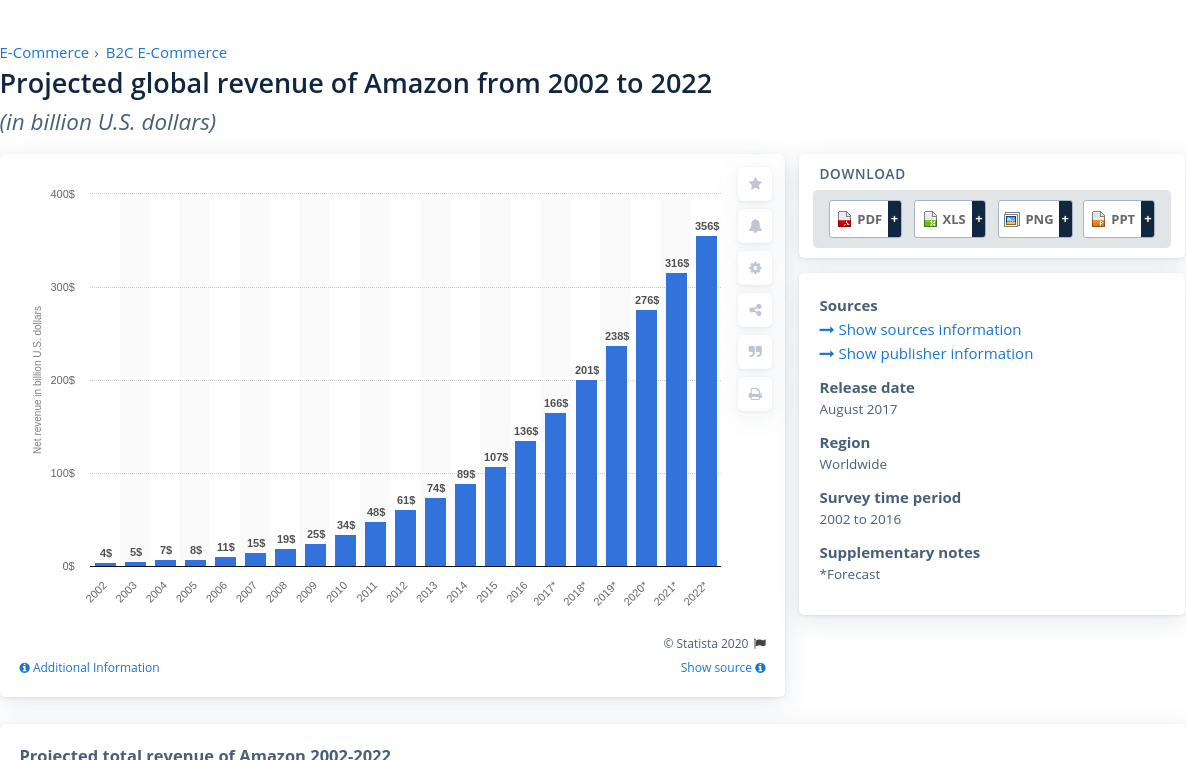 E-Commerce › B2C E-Commerce
Projected global revenue of Amazon from 2002 to 2022
(in billion U.S. dollars)
400$
300$
200$
100$
0$
Net revenue in billion U.S. dollars
4$
5$
7$
8$
11$
15$
19$
25$
34$
48$
61$
74$
89$
107$
136$
166$
201$
238$
276$
316$
356$
2002
2003
2004
2005
2006
2007
2008
2009
2010
2011
2012
2013
2014
2015
2016
2017*
2018*
2019*
2020*
2021*
2022*
© Statista 2020
Additional Information
Show source
DOWNLOAD
PDF + XLS + PNG + PPT +
Sources
Show sources information
Show publisher information
Release date
August 2017
Region
Worldwide
Survey time period
2002 to 2016
Supplementary notes
*Forecast
Projected total revenue of Amazon 2002-2022